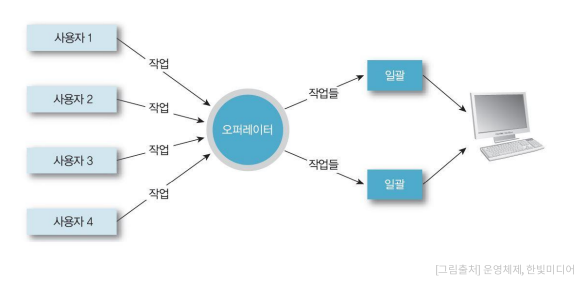 사용자 1
작업
사용자 2
작업
사용자 3
작업
사용자 4
작업
오퍼레이터
작업들
일괄
작업들
일괄
[그림출처] 운영체제, 한빛미디어